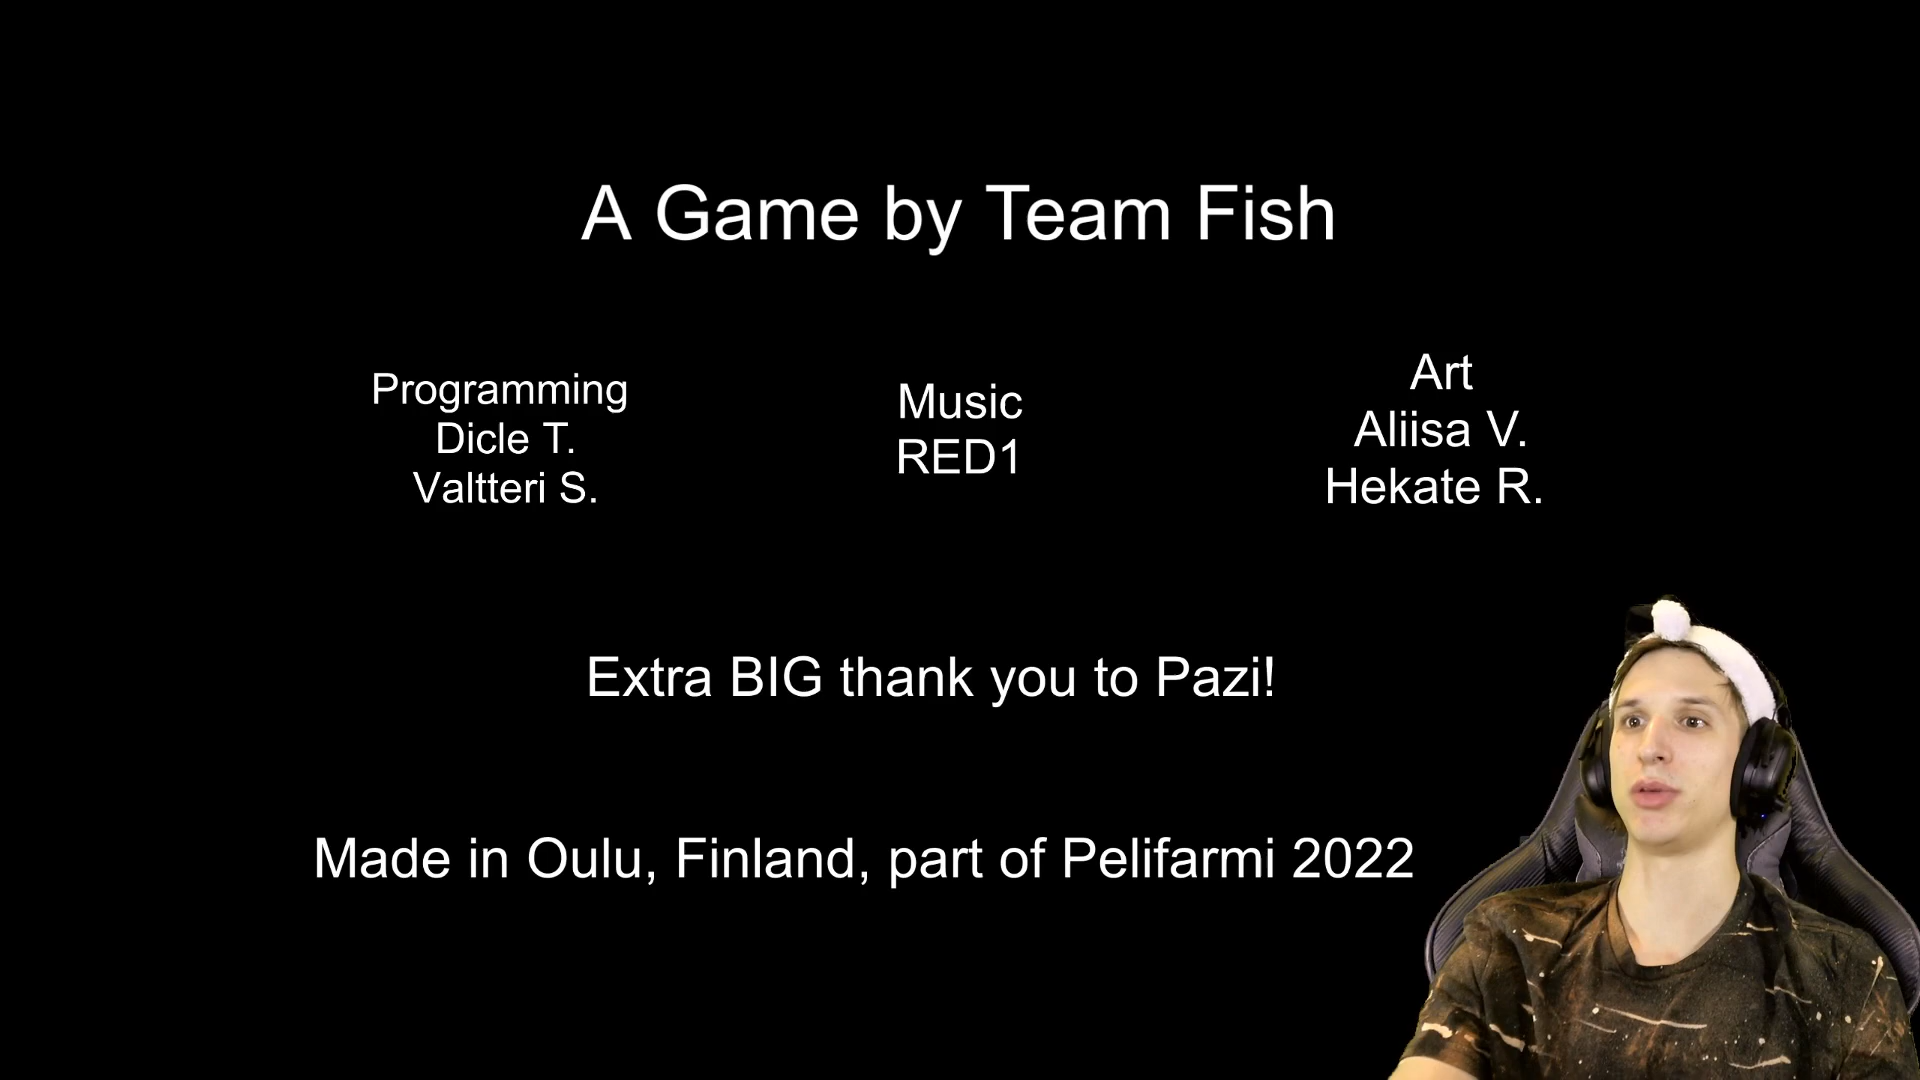 A Game by Team Fish
Programming
Dicle T.
Valtteri S.
Music
RED1
Art
Aliisa V.
Hekate R.
Extra BIG thank you to Pazi!
Made in Oulu, Finland, part of Pelifarmi 2022